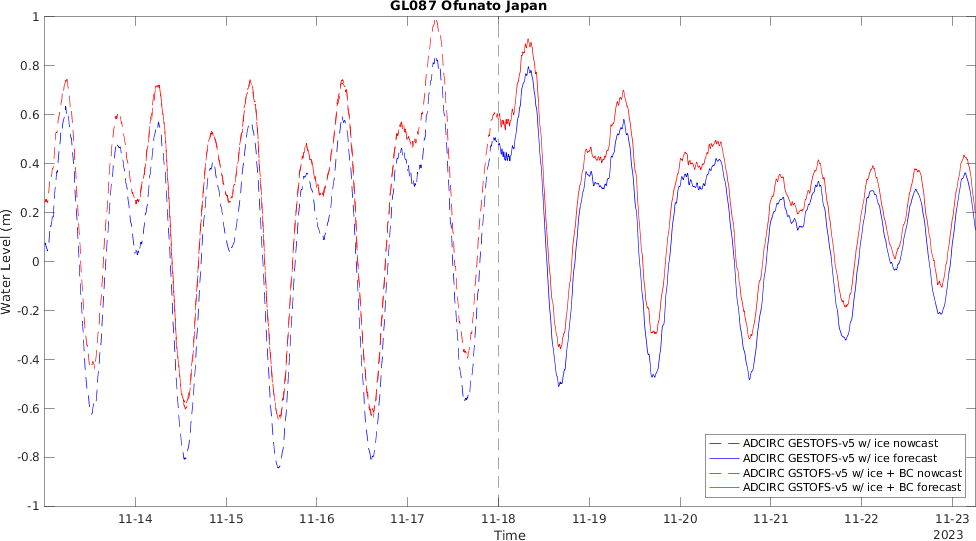 GL087 Ofunato Japan
1
0.8
0.6
0.4
0.2
0
-0.2
-0.4
-0.6
-0.8
-1
Water Level (m)
ADCIRC GESTOFS-v5 w/ ice nowcast
ADCIRC GESTOFS-v5 w/ ice forecast
ADCIRC GSTOFS-v5 w/ ice + BC nowcast
ADCIRC GSTOFS-v5 w/ ice + BC forecast
11-14 11-15 11-16 11-17 11-18 11-19 11-20 11-21 11-22 11-23
Time 2023